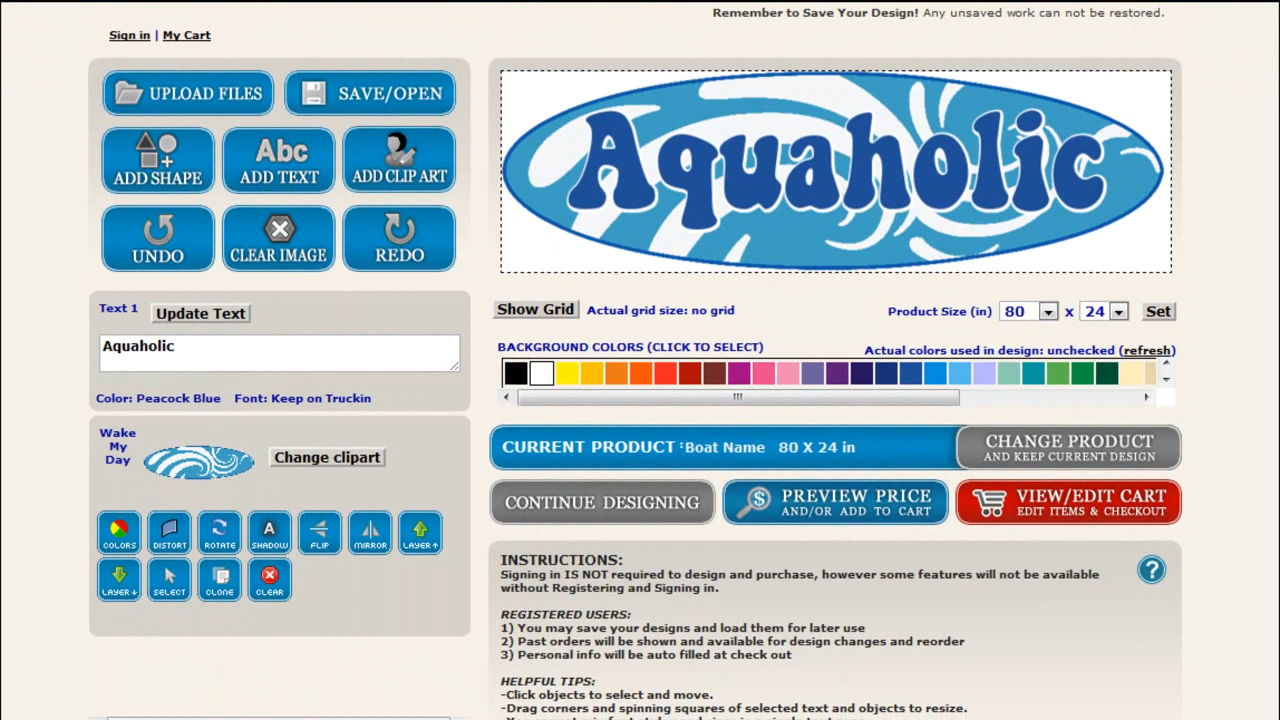 Remember to Save Your Design! Any unsaved work can not be restored.
Sign in | My Cart
UPLOAD FILES
SAVE/OPEN
ADD SHAPE
Abc
ADD TEXT
ADD CLIP ART
UNDO
CLEAR IMAGE
REDO
Aquaholic
Text 1
Update Text
Aquaholic
Color: Peacock Blue Font: Keep on Truckin
Wake
My
Day
Change clipart
COLORS
DISTORT
ROTATE
A
SHADOW
FLIP
MIRROR
LAYER↑
LAYER↓
SELECT
CLONE
CLEAR
Show Grid
Actual grid size: no grid
Product Size (in) 80 x 24 Set
BACKGROUND COLORS (CLICK TO SELECT)
Actual colors used in design: unchecked (refresh)
CURRENT PRODUCT : Boat Name 80 X 24 in
CHANGE PRODUCT
AND KEEP CURRENT DESIGN
CONTINUE DESIGNING
$
PREVIEW PRICE
AND/OR ADD TO CART
VIEW/EDIT CART
EDIT ITEMS & CHECKOUT
INSTRUCTIONS:
?
Signing in IS NOT required to design and purchase, however some features will not be available
without Registering and Signing in.
REGISTERED USERS:
1) You may save your designs and load them for later use
2) Past orders will be shown and available for design changes and reorder
3) Personal info will be auto filled at check out
HELPFUL TIPS:
-Click objects to select and move.
-Drag corners and spinning squares of selected text and objects to resize.